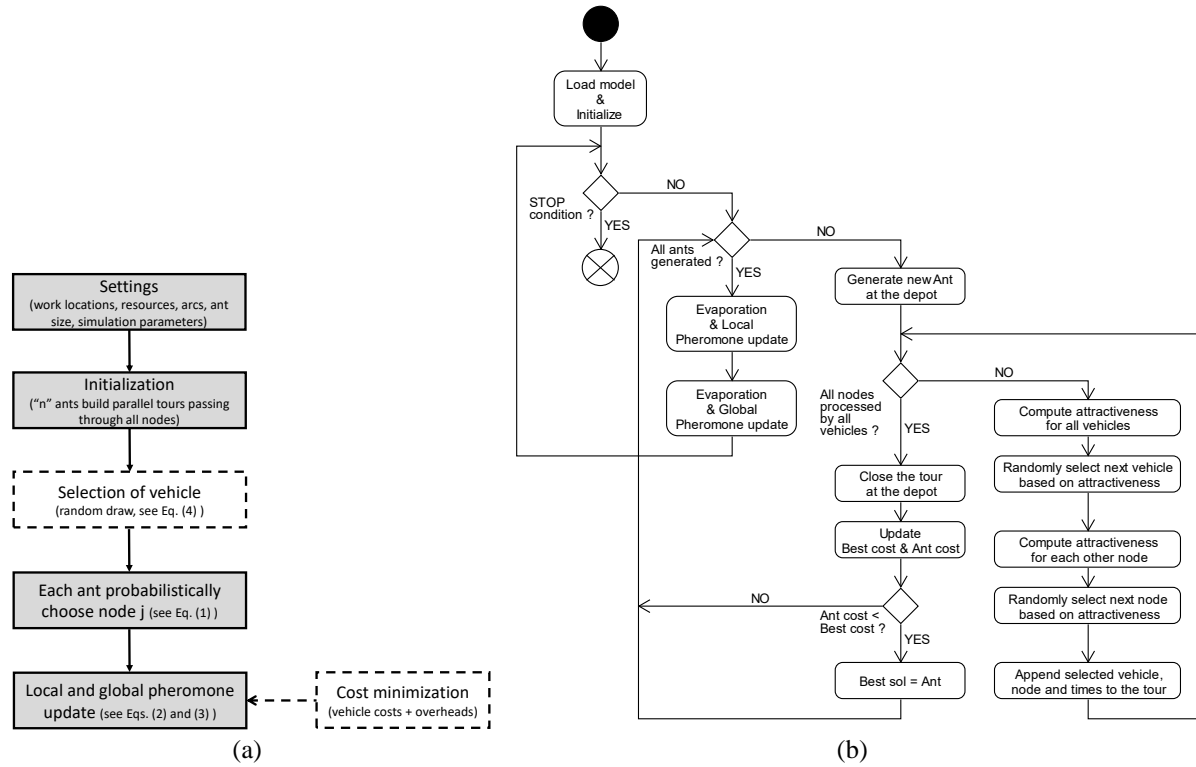 Settings
(work locations, resources, arcs, ant
size, simulation parameters)
Initialization
("n" ants build parallel tours passing
through all nodes)
Selection of vehicle
(random draw, see Eq. (4) )
Each ant probabilistically
choose node j (see Eq. (1) )
Local and global pheromone
update (see Eqs. (2) and (3) )
Cost minimization
(vehicle costs + overheads)
(a)
Load model
&
Initialize
STOP
condition ?
NO
YES
All ants
generated ?
NO
YES
Evaporation
& Local
Pheromone update
Evaporation
& Global
Pheromone update
Generate new Ant
at the depot
All nodes
processed
by all
vehicles ?
NO
YES
Close the tour
at the depot
Update
Best cost & Ant cost
Ant cost <
Best cost ?
NO
YES
Best sol = Ant
Compute attractiveness
for all vehicles
Randomly select next vehicle
based on attractiveness
Compute attractiveness
for each other node
Randomly select next node
based on attractiveness
Append selected vehicle,
node and times to the tour
(b)